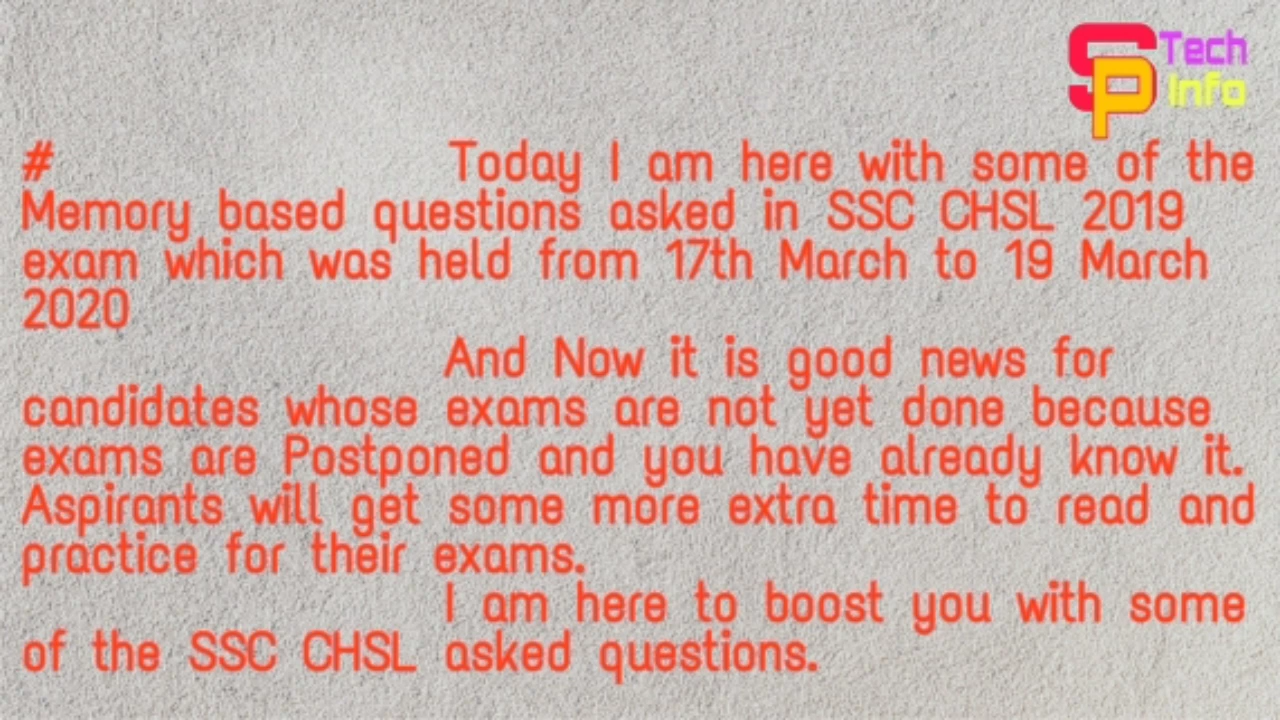 SP Tech
Info
# Today I am here with some of the
Memory based questions asked in SSC CHSL 2019
exam which was held from 17th March to 19 March
2020
And Now it is good news for
candidates whose exams are not yet done because
exams are Postponed and you have already know it.
Aspirants will get some more extra time to read and
practice for their exams.
I am here to boost you with some
of the SSC CHSL asked questions.